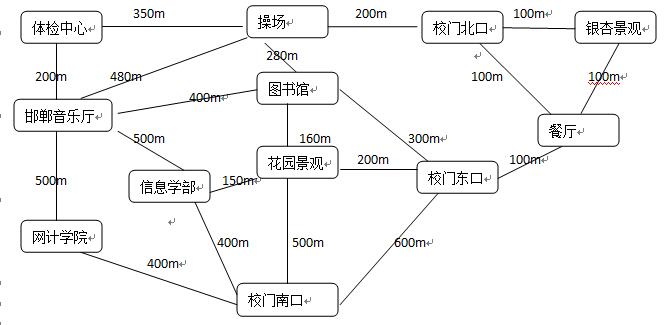 350m
操场
200m
100m
体检中心
校门北口
银杏景观
200m
480m
280m
图书馆
100m
100m
400m
邯郸音乐厅
餐厅
500m
160m
300m
花园景观
200m
100m
500m
信息学部
150m
校门东口
网计学院
400m
500m
600m
400m
校门南口